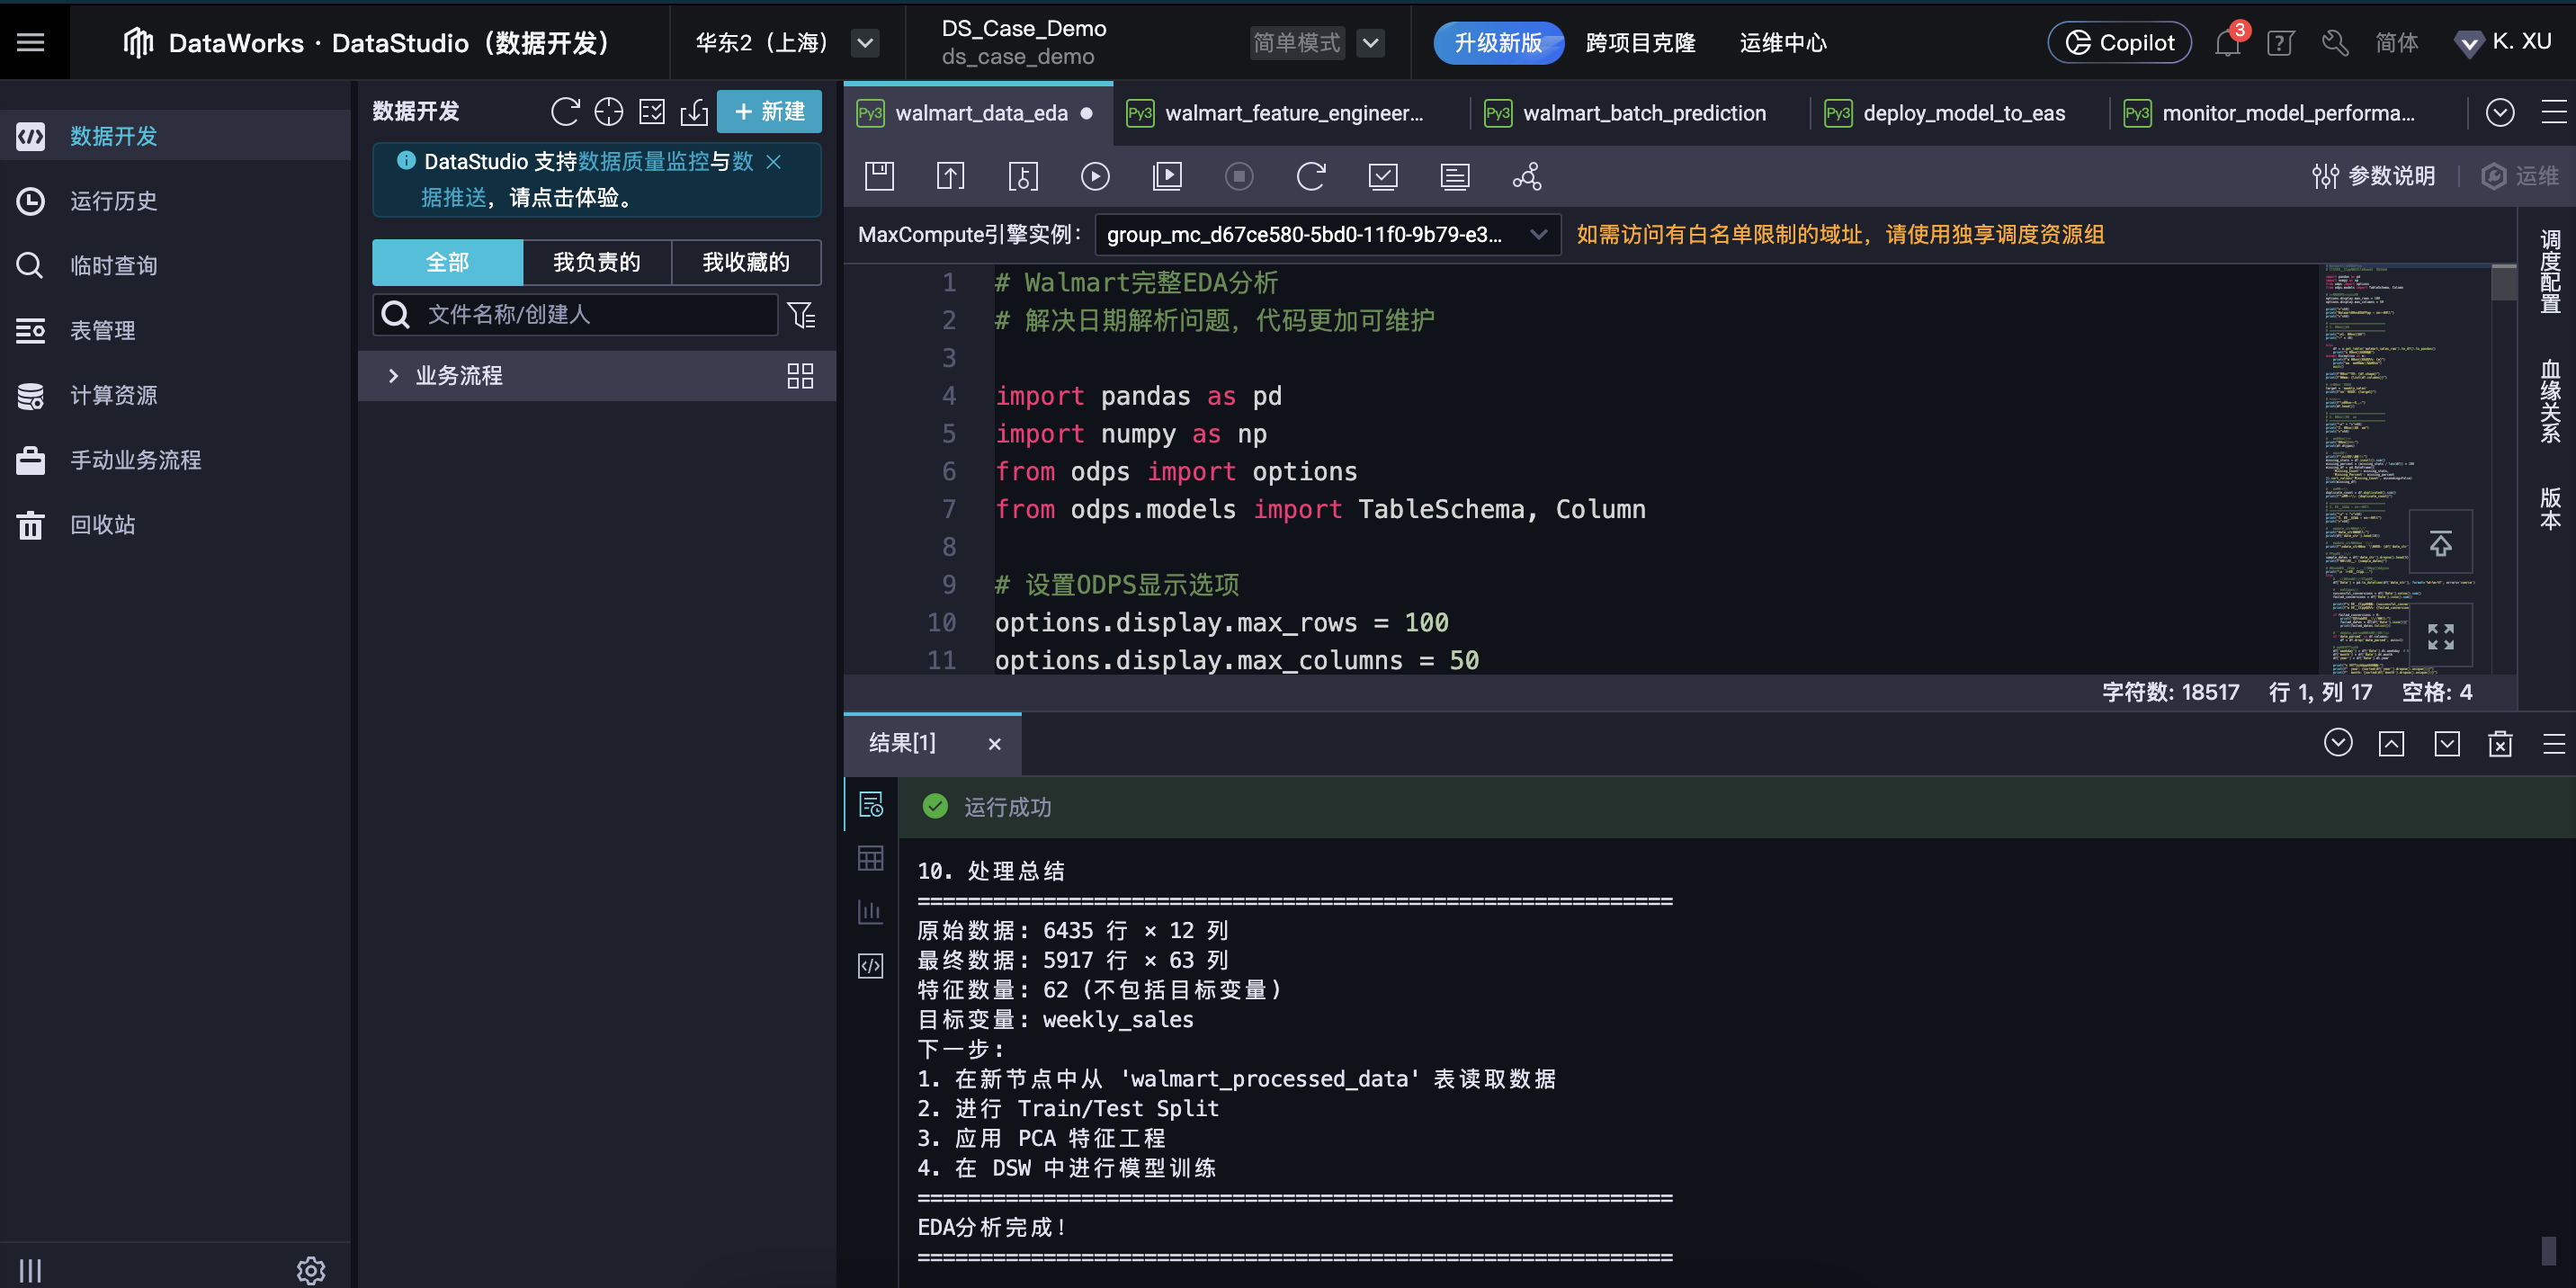 DataWorks · DataStudio（数据开发）
华东2（上海）
DS_Case_Demo
ds_case_demo
简单模式
升级新版
跨项目克隆
运维中心
Copilot
3
简体
K. XU
数据开发
运行历史
临时查询
表管理
计算资源
手动业务流程
回收站
数据开发
+ 新建
DataStudio 支持数据质量监控与数
据推送，请点击体验。
全部
我负责的
我收藏的
文件名称/创建人
业务流程
Py3 walmart_data_eda
Py3 walmart_feature_engineer...
Py3 walmart_batch_prediction
Py3 deploy_model_to_eas
Py3 monitor_model_performa...
参数说明
运维
MaxCompute引擎实例：
group_mc_d67ce580-5bd0-11f0-9b79-e3...
如需访问有白名单限制的域址，请使用独享调度资源组
1 # Walmart完整EDA分析
2 # 解决日期解析问题，代码更加可维护
3
4 import pandas as pd
5 import numpy as np
6 from odps import options
7 from odps.models import TableSchema, Column
8
9 # 设置ODPS显示选项
10 options.display.max_rows = 100
11 options.display.max_columns = 50
调度配置
血缘关系
版本
字符数: 18517
行 1, 列 17
空格: 4
结果[1]
运行成功
10. 处理总结
============================================================
原始数据: 6435 行 × 12 列
最终数据: 5917 行 × 63 列
特征数量: 62 (不包括目标变量)
目标变量: weekly_sales
下一步:
1. 在新节点中从 'walmart_processed_data' 表读取数据
2. 进行 Train/Test Split
3. 应用 PCA 特征工程
4. 在 DSW 中进行模型训练
============================================================
EDA分析完成!
============================================================